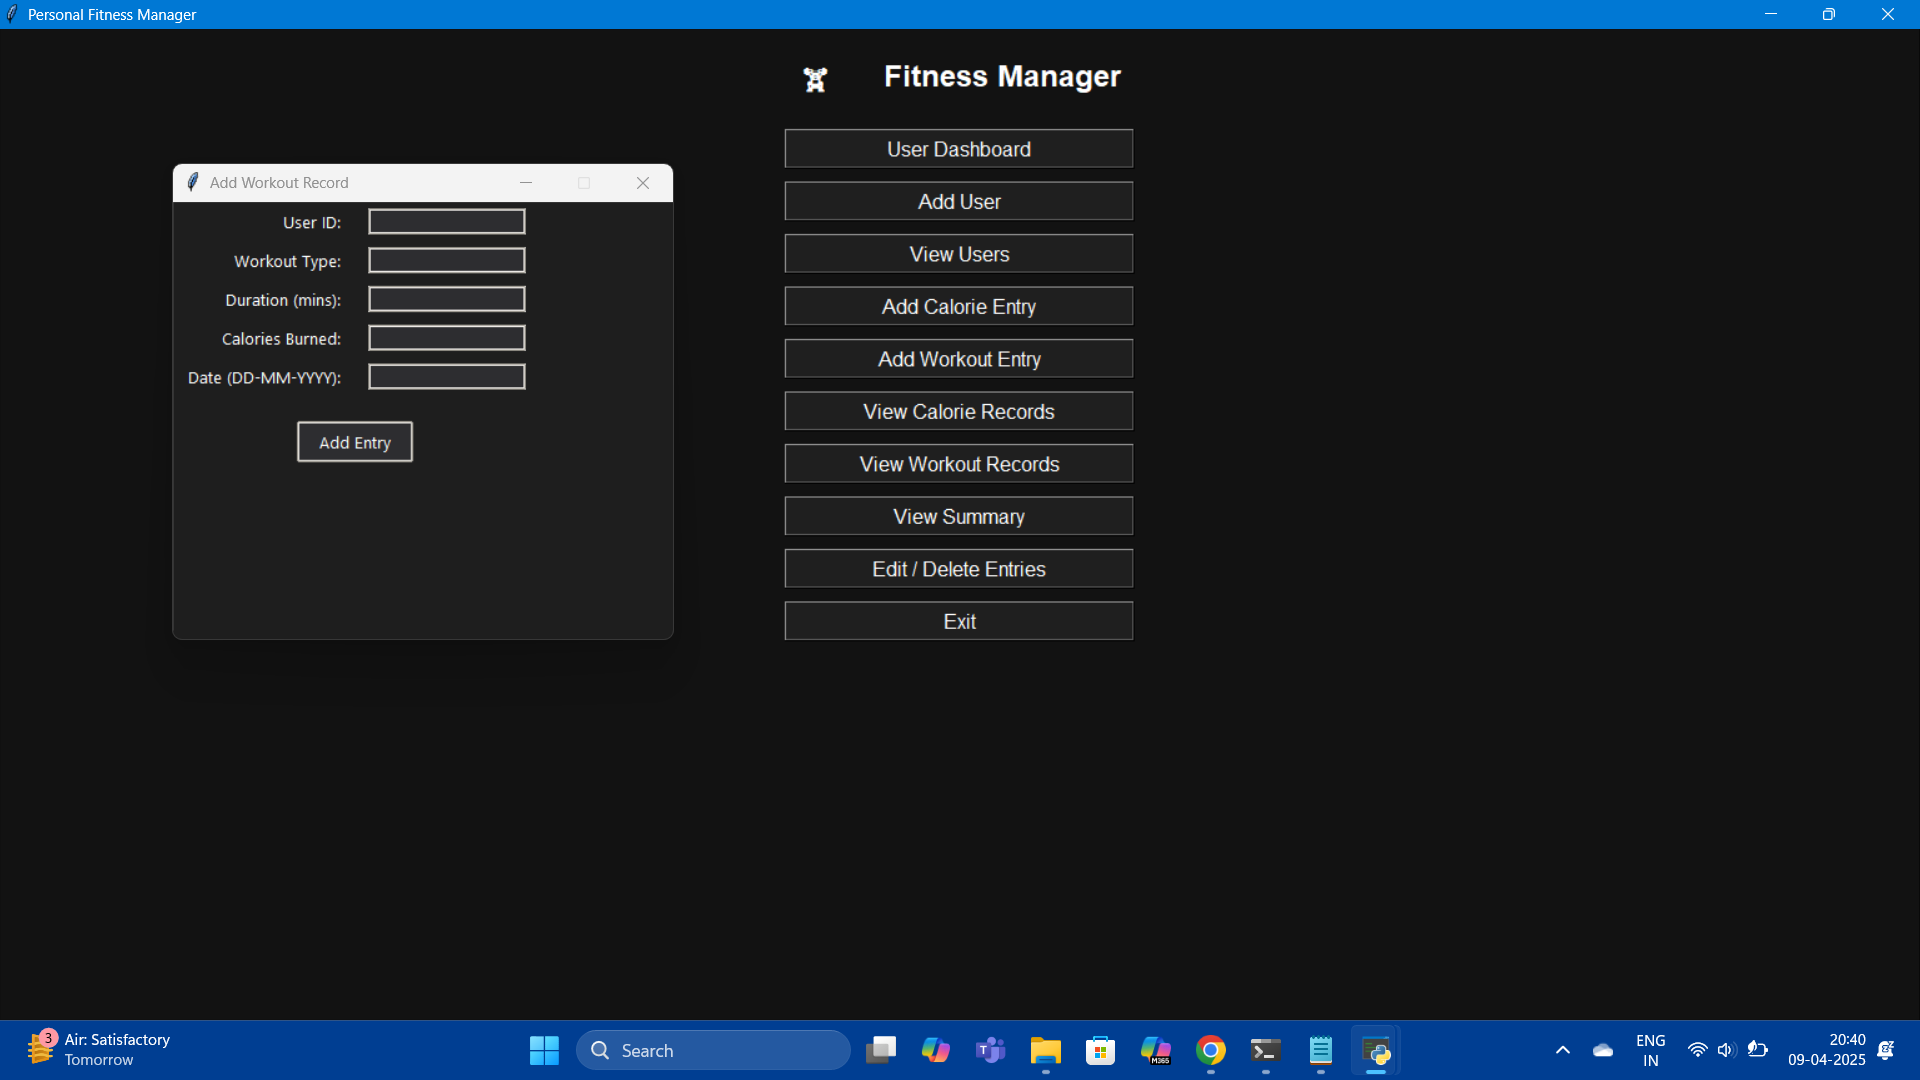 Personal Fitness Manager
Fitness Manager
User Dashboard
Add User
View Users
Add Calorie Entry
Add Workout Entry
View Calorie Records
View Workout Records
View Summary
Edit / Delete Entries
Exit
Add Workout Record
User ID:
Workout Type:
Duration (mins):
Calories Burned:
Date (DD-MM-YYYY):
Add Entry
3
Air: Satisfactory
Tomorrow
Search
T
M365
ENG
IN
20:40
09-04-2025